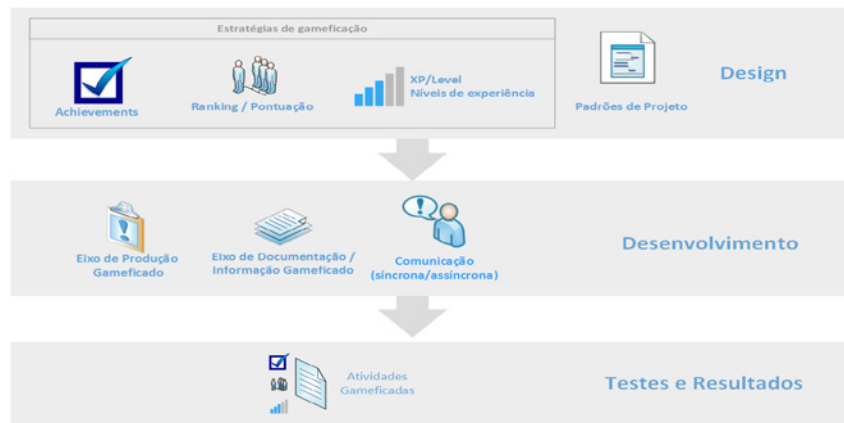 Estratégias de gameficação
Achievements
Ranking / Pontuação
XP/Level
Níveis de experiência
Padrões de Projeto
Design
Eixo de Produção
Gameficado
Eixo de Documentação /
Informação Gameficado
Comunicação
(síncrona/assíncrona)
Desenvolvimento
Atividades
Gameficadas
Testes e Resultados